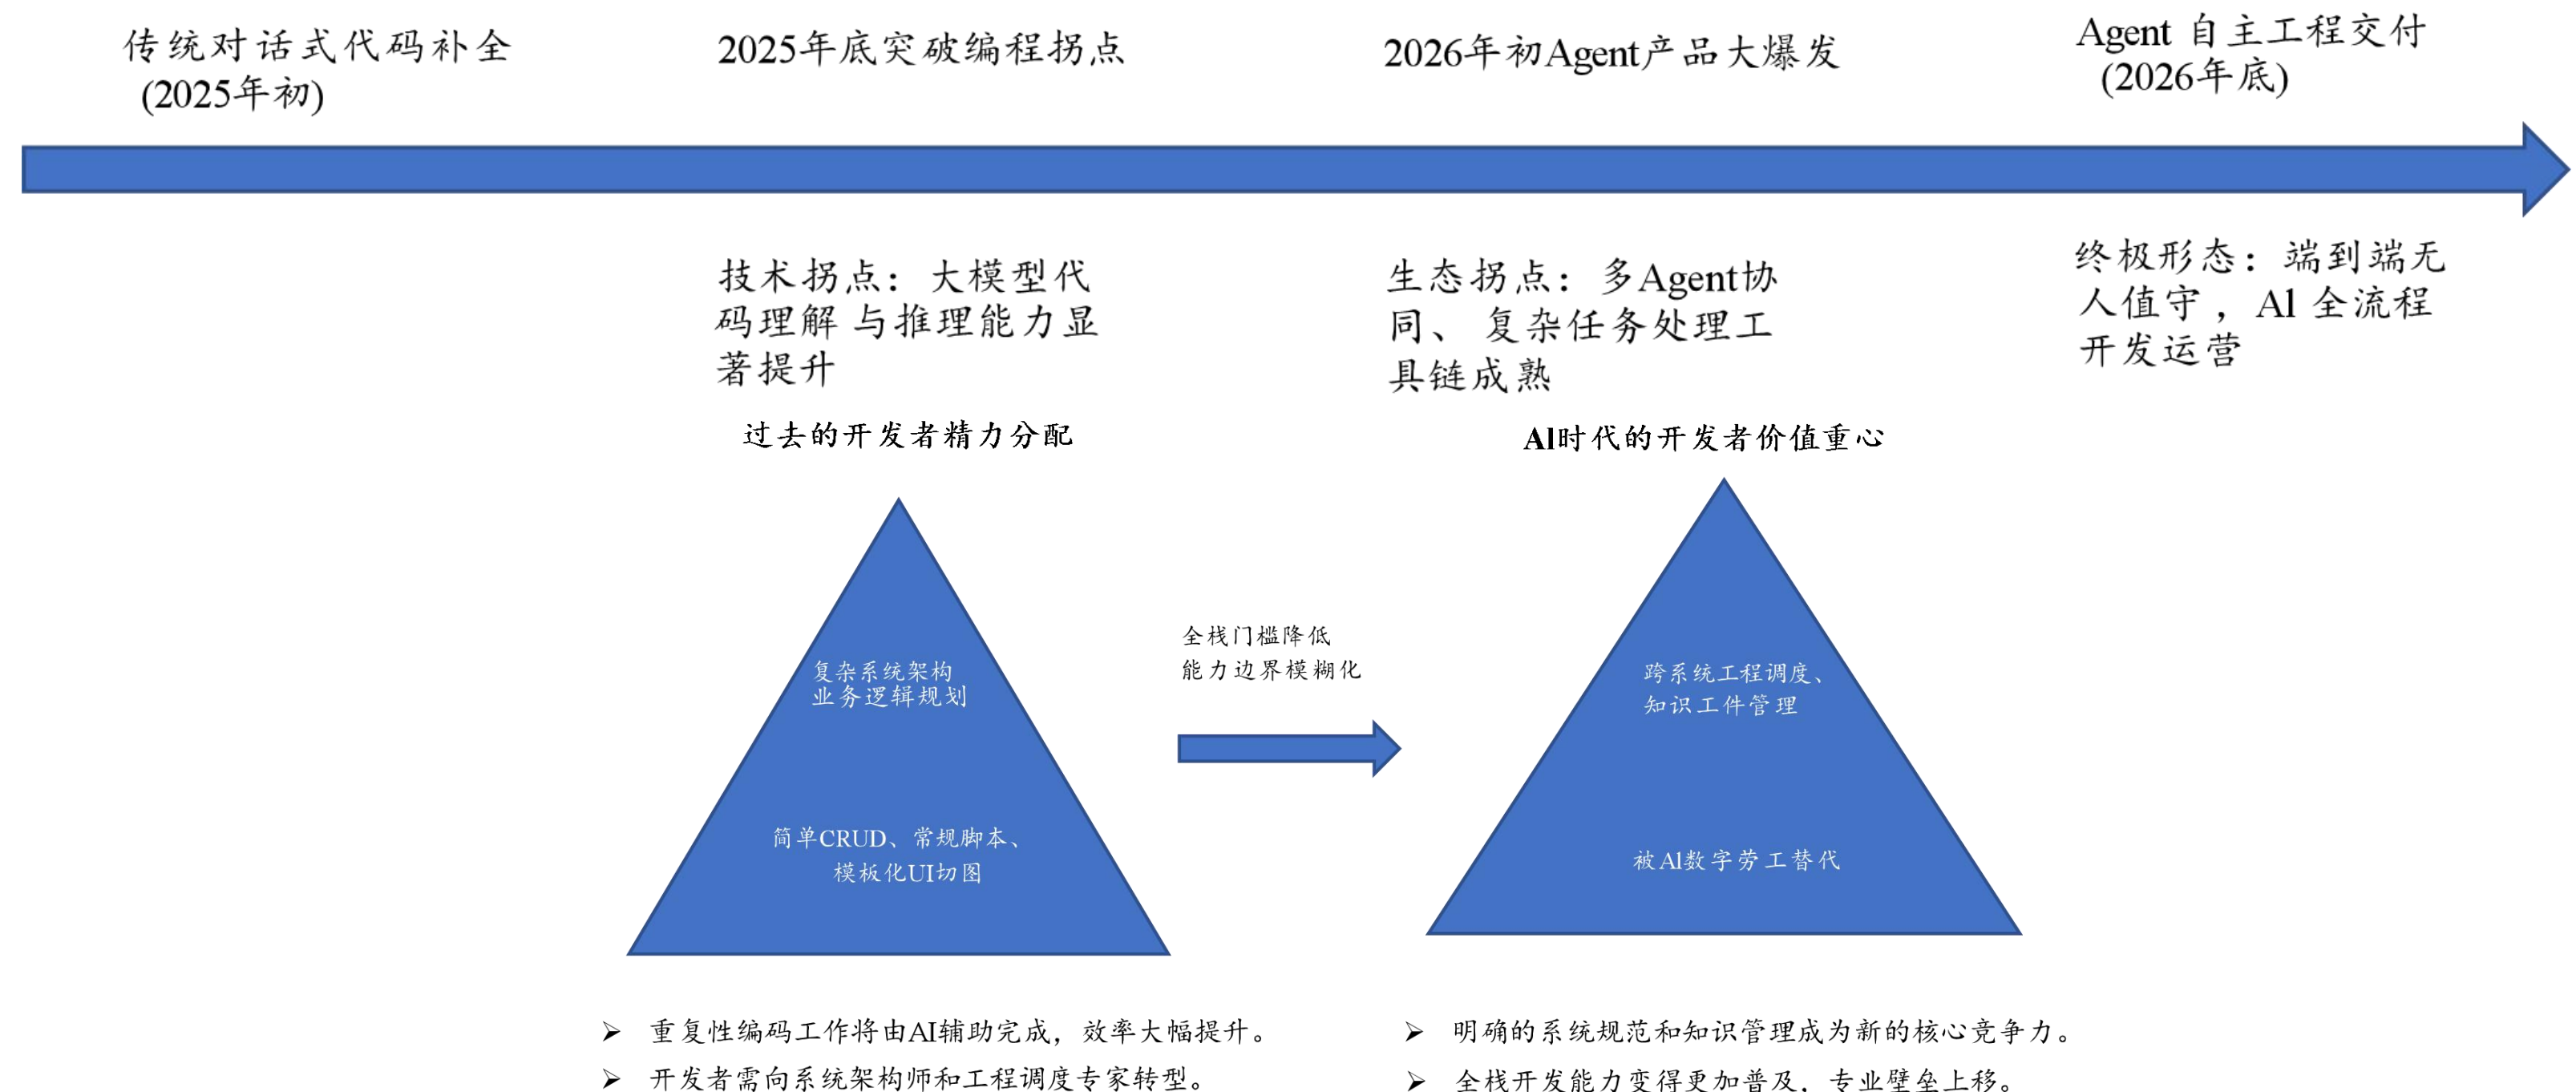 传统对话式代码补全
(2025年初)
2025年底突破编程拐点
2026年初Agent产品大爆发
Agent 自主工程交付
(2026年底)
技术拐点：大模型代
码理解 与推理能力显
著提升
生态拐点：多Agent协
同、 复杂任务处理工
具链成熟
终极形态：端到端无
人值守 ，Al 全流程
开发运营
过去的开发者精力分配
Al时代的开发者价值重心
复杂系统架构
业务逻辑规划
简单CRUD、常规脚本、
模板化UI切图
全栈门槛降低
能力边界模糊化
跨系统工程调度、
知识工件管理
被Al数字劳工替代
➢ 重复性编码工作将由AI辅助完成，效率大幅提升。
➢ 开发者需向系统架构师和工程调度专家转型。
➢ 明确的系统规范和知识管理成为新的核心竞争力。
➢ 全栈开发能力变得更加普及，专业壁垒上移。